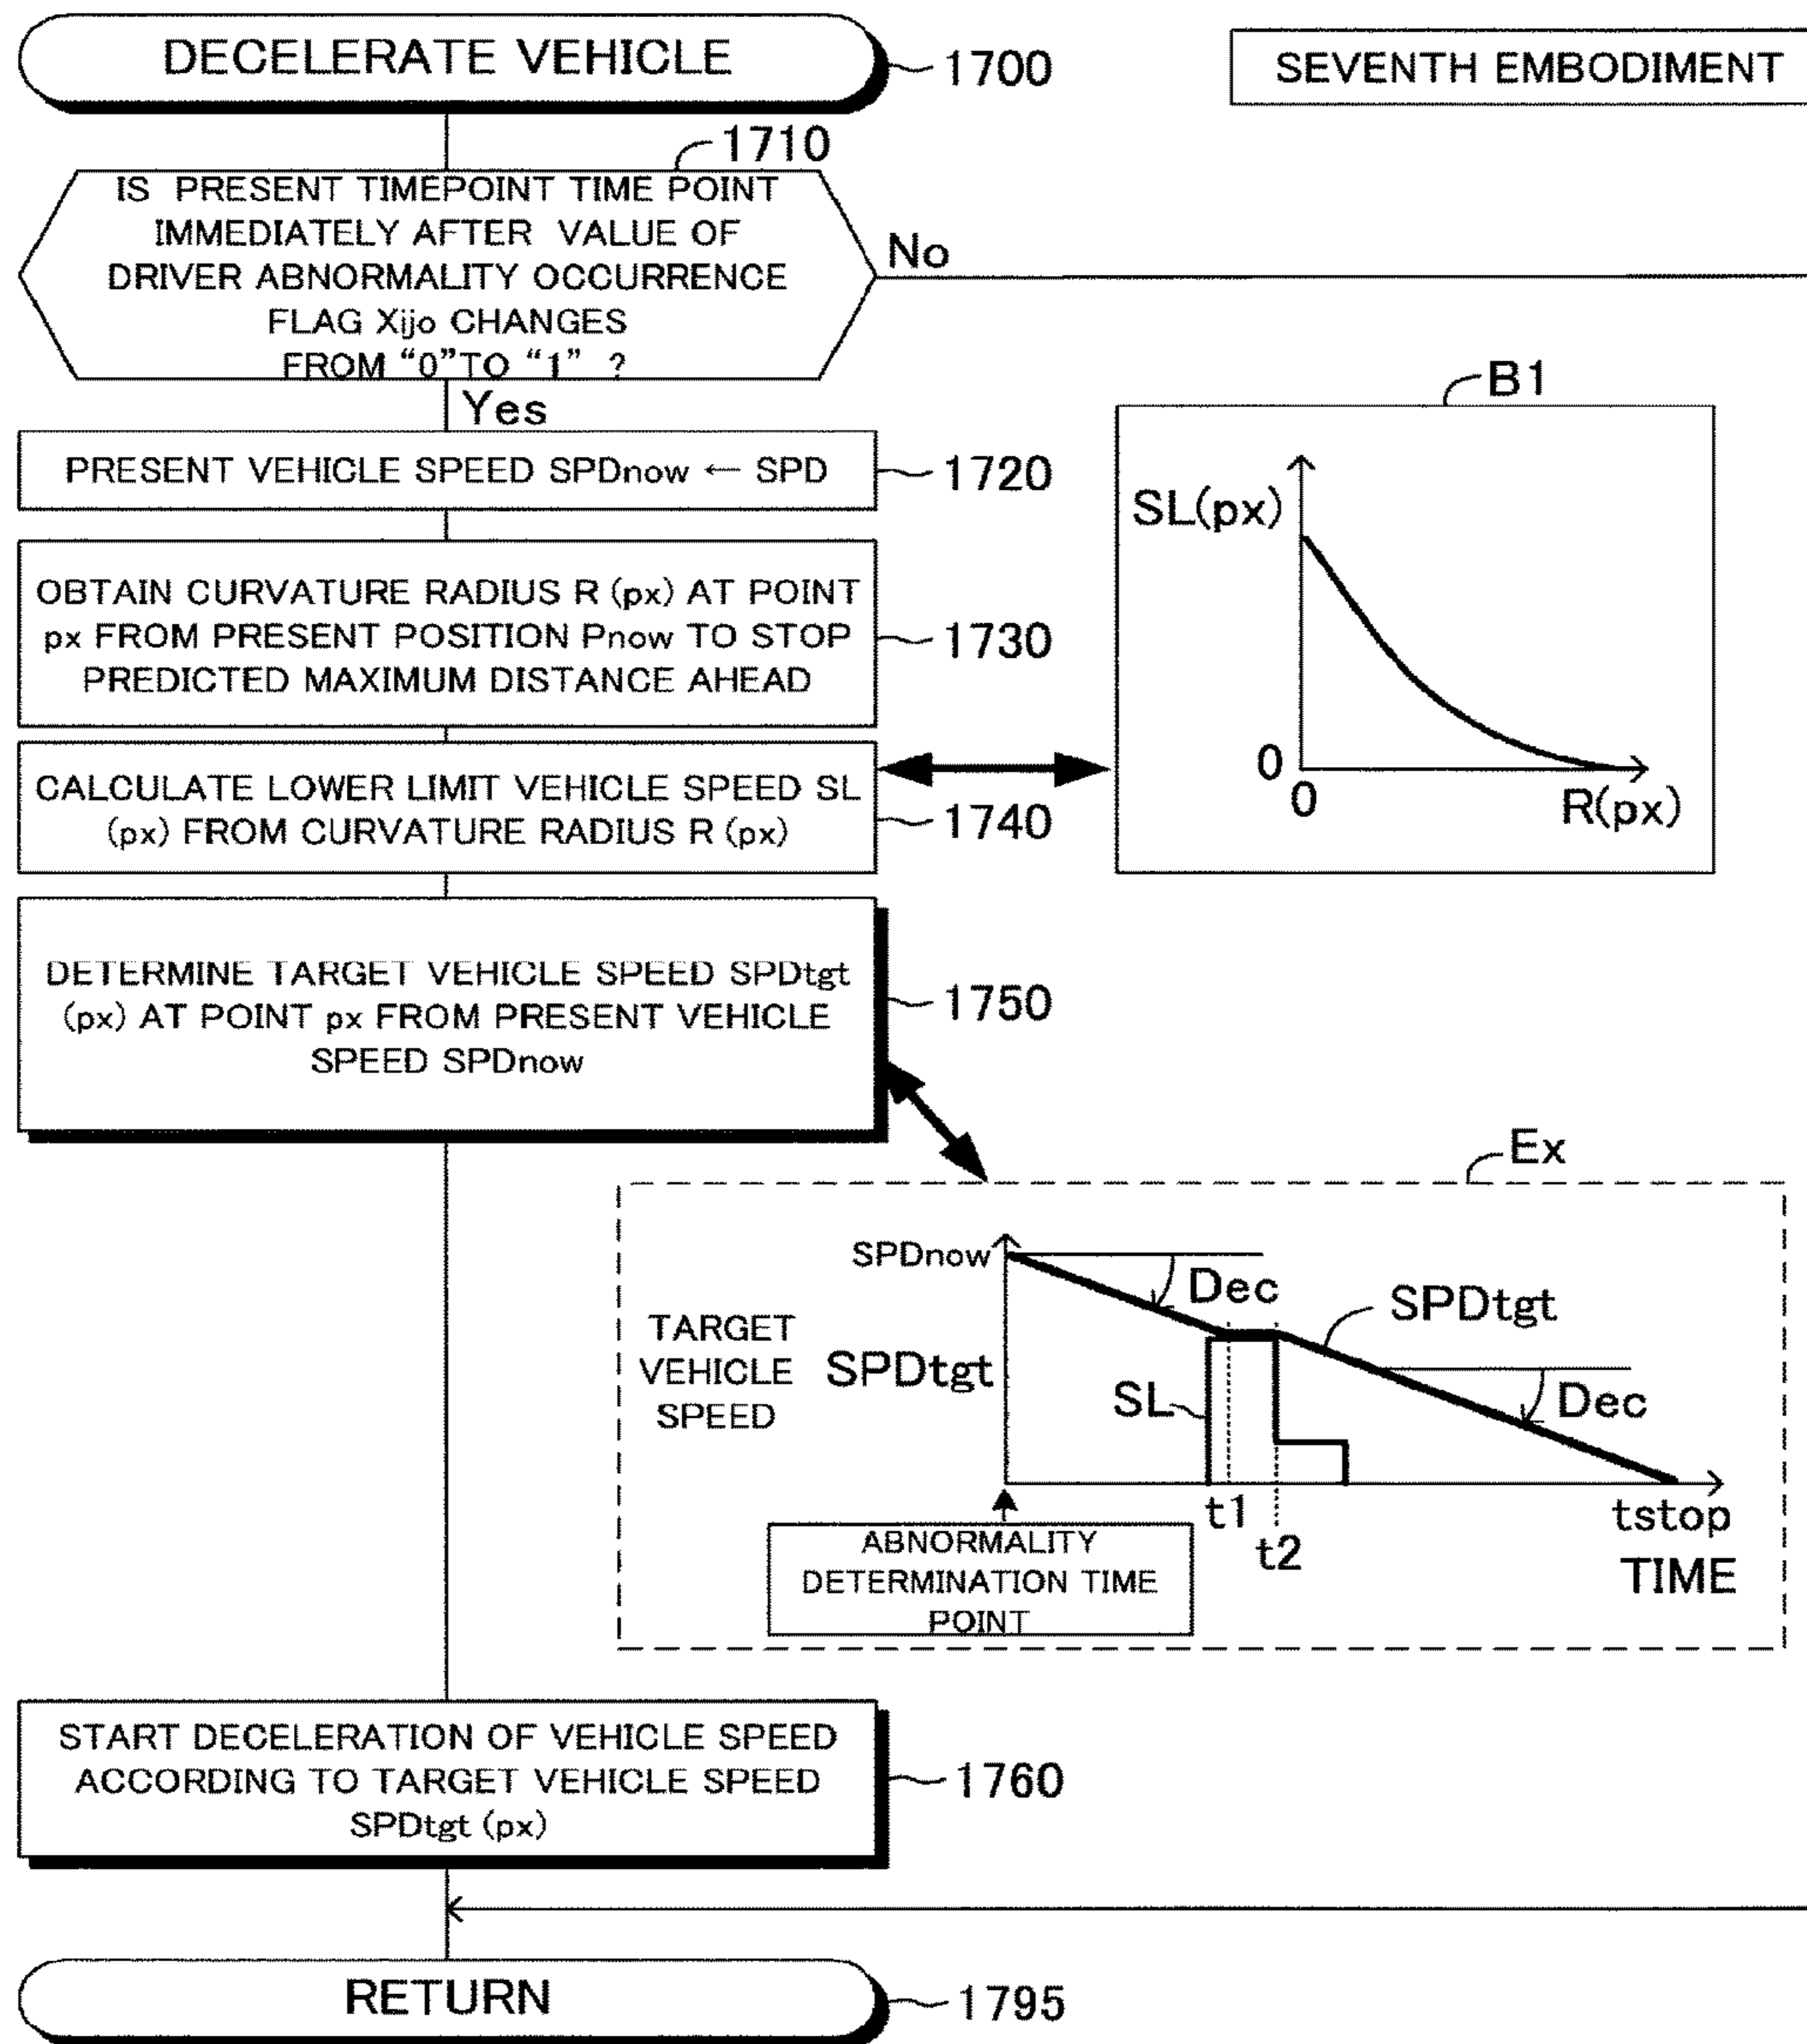 DECELERATE VEHICLE
1700
SEVENTH EMBODIMENT
1710
IS PRESENT TIMEPOINT TIME POINT
IMMEDIATELY AFTER VALUE OF
DRIVER ABNORMALITY OCCURRENCE
FLAG Xijo CHANGES
FROM “0”TO “1” ?
No
Yes
PRESENT VEHICLE SPEED SPDnow ← SPD
1720
OBTAIN CURVATURE RADIUS R (px) AT POINT
px FROM PRESENT POSITION Pnow TO STOP
PREDICTED MAXIMUM DISTANCE AHEAD
1730
CALCULATE LOWER LIMIT VEHICLE SPEED SL
(px) FROM CURVATURE RADIUS R (px)
1740
B1
SL(px)
0
0
R(px)
DETERMINE TARGET VEHICLE SPEED SPDtgt
(px) AT POINT px FROM PRESENT VEHICLE
SPEED SPDnow
1750
Ex
SPDnow
Dec
SPDtgt
TARGET
VEHICLE
SPEED
SPDtgt
SL
Dec
t1
t2
tstop
TIME
ABNORMALITY
DETERMINATION TIME
POINT
START DECELERATION OF VEHICLE SPEED
ACCORDING TO TARGET VEHICLE SPEED
SPDtgt (px)
1760
RETURN
1795